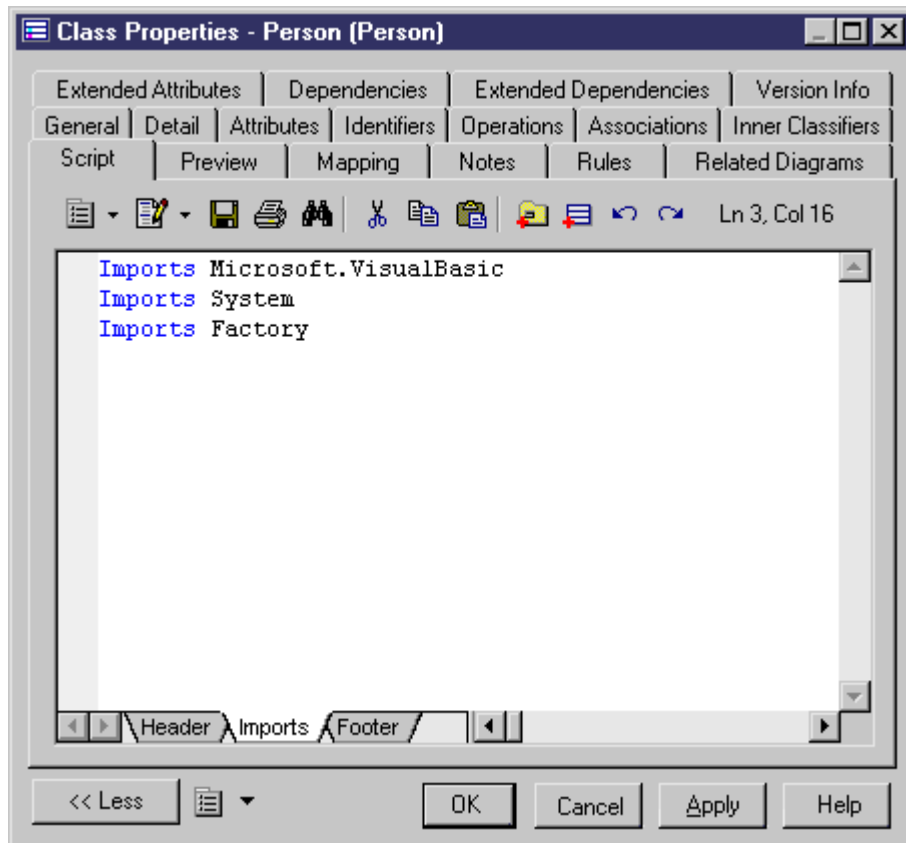 Class Properties - Person (Person)
Extended Attributes Dependencies Extended Dependencies Version Info
General Detail Attributes Identifiers Operations Associations Inner Classifiers
Script Preview Mapping Notes Rules Related Diagrams
Ln 3, Col 16
Imports Microsoft.VisualBasic
Imports System
Imports Factory
Header Imports Footer
<< Less OK Cancel Apply Help